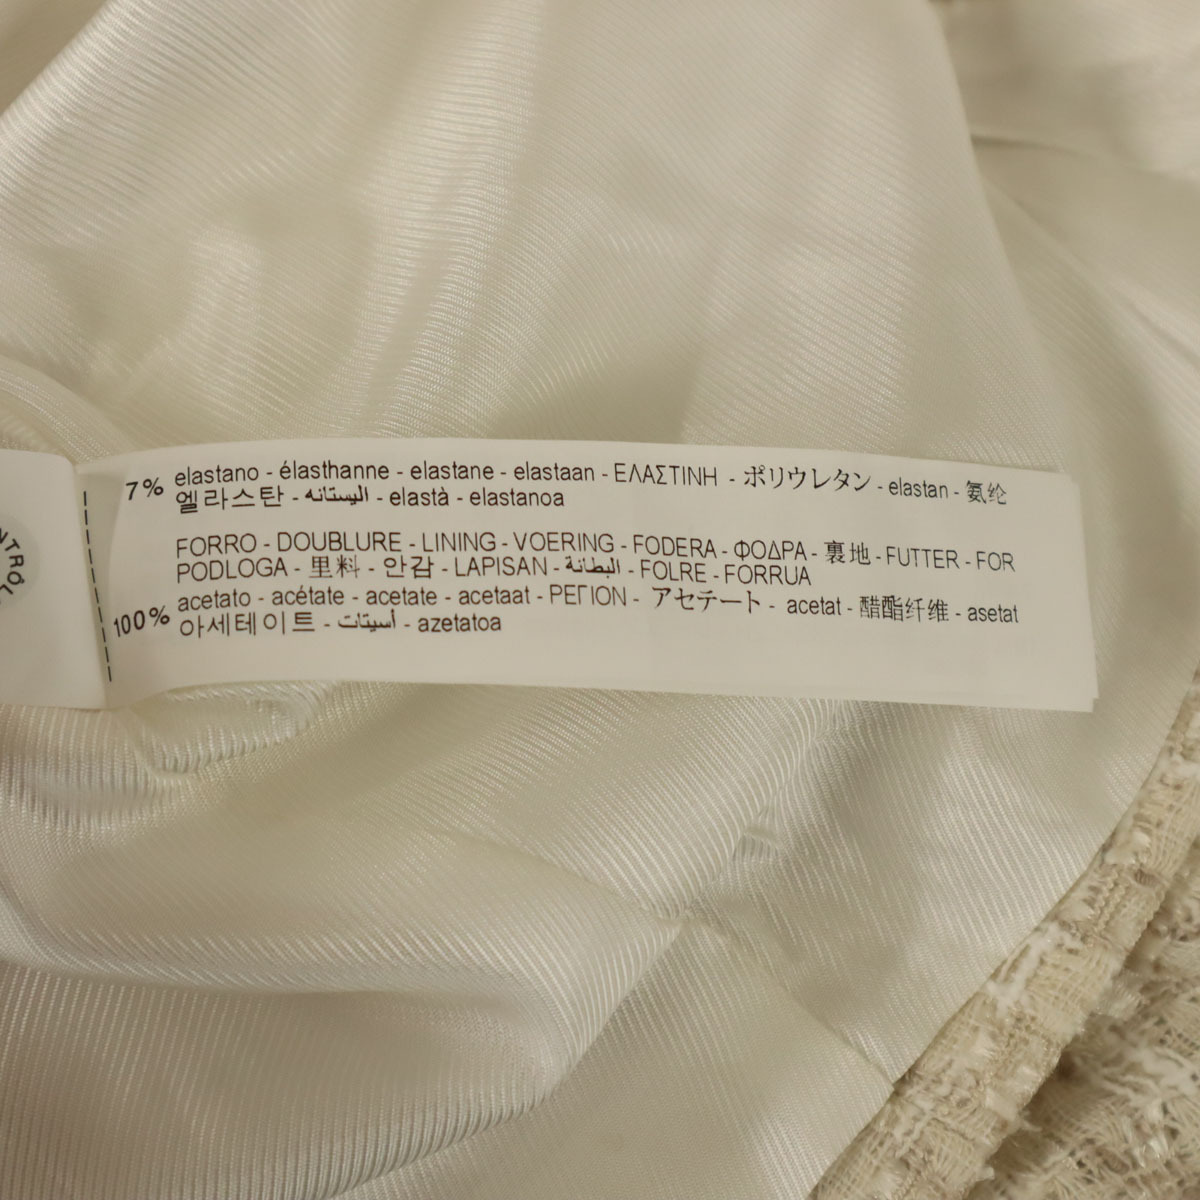 7% elastano - élasthanne - elastane - elastaan - ΕΛΑΣΤΙΝΗ - ポリウレタン - elastan - 氨纶
엘라스탄 - اليستانه - elastà - elastanoa
FORRO - DOUBLURE - LINING - VOERING - FODERA - ΦΟΔΡΑ - 裏地 - FUTTER - FOR
PODLOGA - 里料 - 안감 - LAPISAN - البطانة - FOLRE - FORRUA
100% acetato - acétate - acetate - acetaat - ΡΕΓΙΟΝ - アセテート - acetat - 醋酯纤维 - asetat
아세테이트 - أسيتات - azetatoa